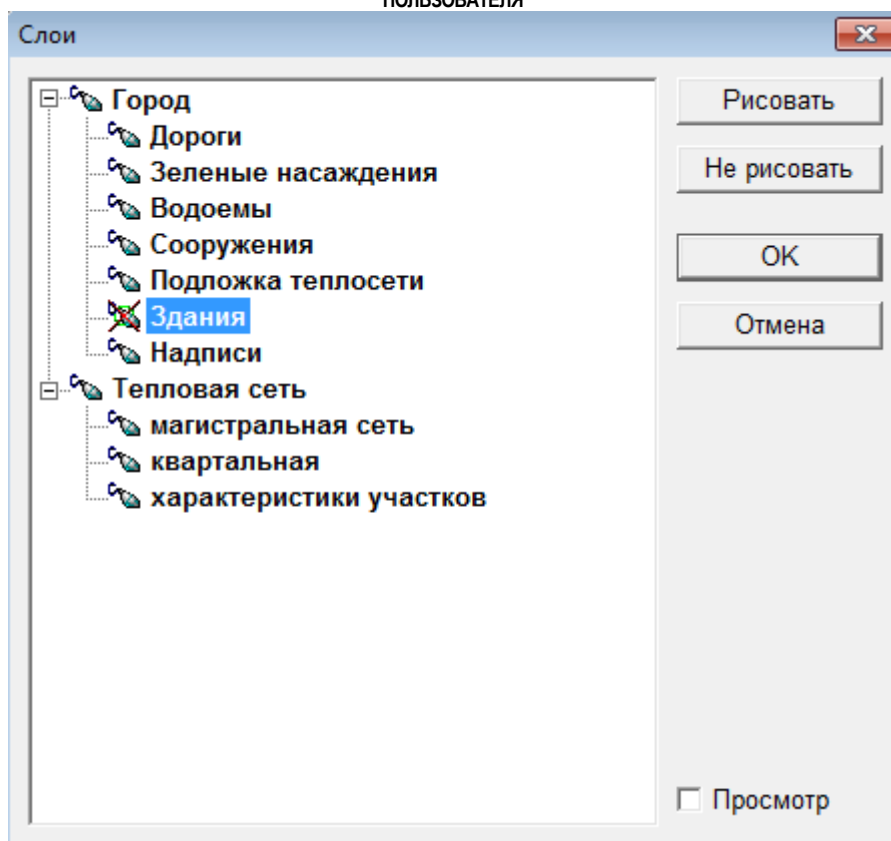 ПОЛЬЗОВАТЕЛЯ
Слои
Город
Дороги
Зеленые насаждения
Водоемы
Сооружения
Подложка теплосети
Здания
Надписи
Тепловая сеть
магистральная сеть
квартальная
характеристики участков
Рисовать
Не рисовать
OK
Отмена
Просмотр